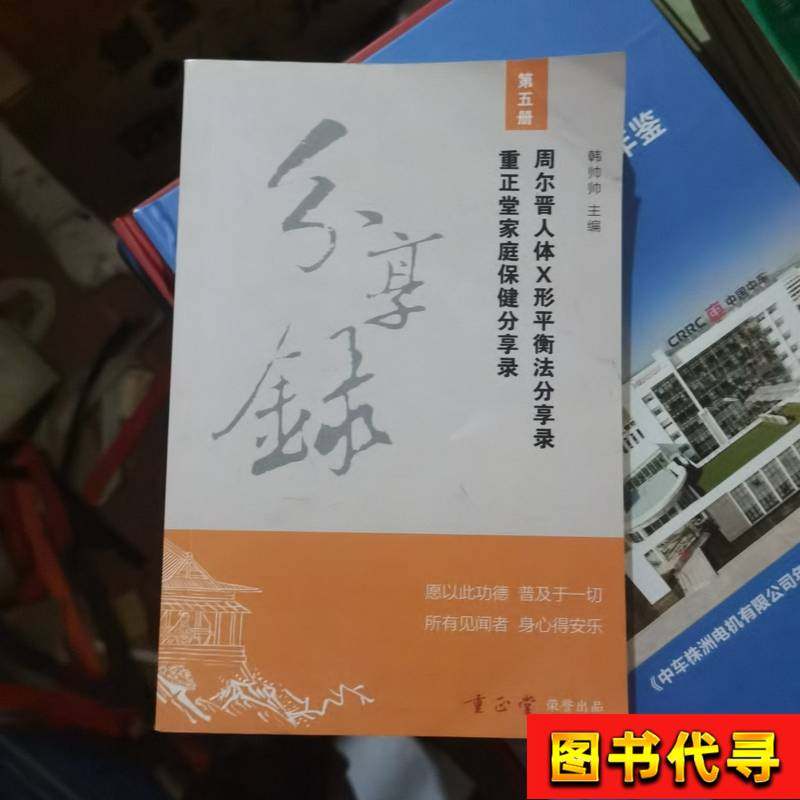 第五册
韩帅帅 主编
周尔晋人体X形平衡法分享录
重正堂家庭保健分享录
分享録
愿以此功德 普及于一切
所有见闻者 身心得安乐
重正堂 荣誉出品
年鉴
CRRC 中国中车
《中车株洲电机有限公司年
图书代寻